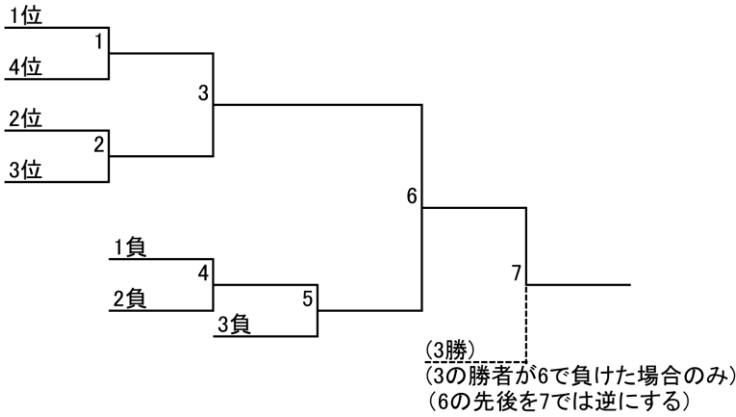 1位
1
4位
3
2位
2
3位
6
1負
4
2負
5
3負
7
(3勝)
(3の勝者が6で負けた場合のみ)
(6の先後を7では逆にする)